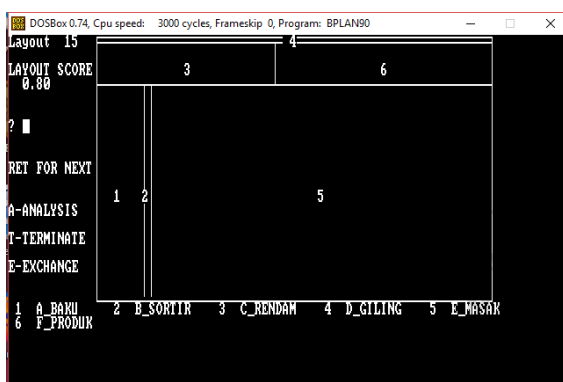 DOSBox 0.74, Cpu speed: 3000 cycles, Frameskip 0, Program: BPLAN90
Layout 15
4
LAYOUT SCORE
0.80
3 6
?
RET FOR NEXT
1 2 5
A-ANALYSIS
T-TERMINATE
E-EXCHANGE
1 A_BAKU 2 B_SORTIR 3 C_RENDAM 4 D_GILING 5 E_MASAK
6 F_PRODUK